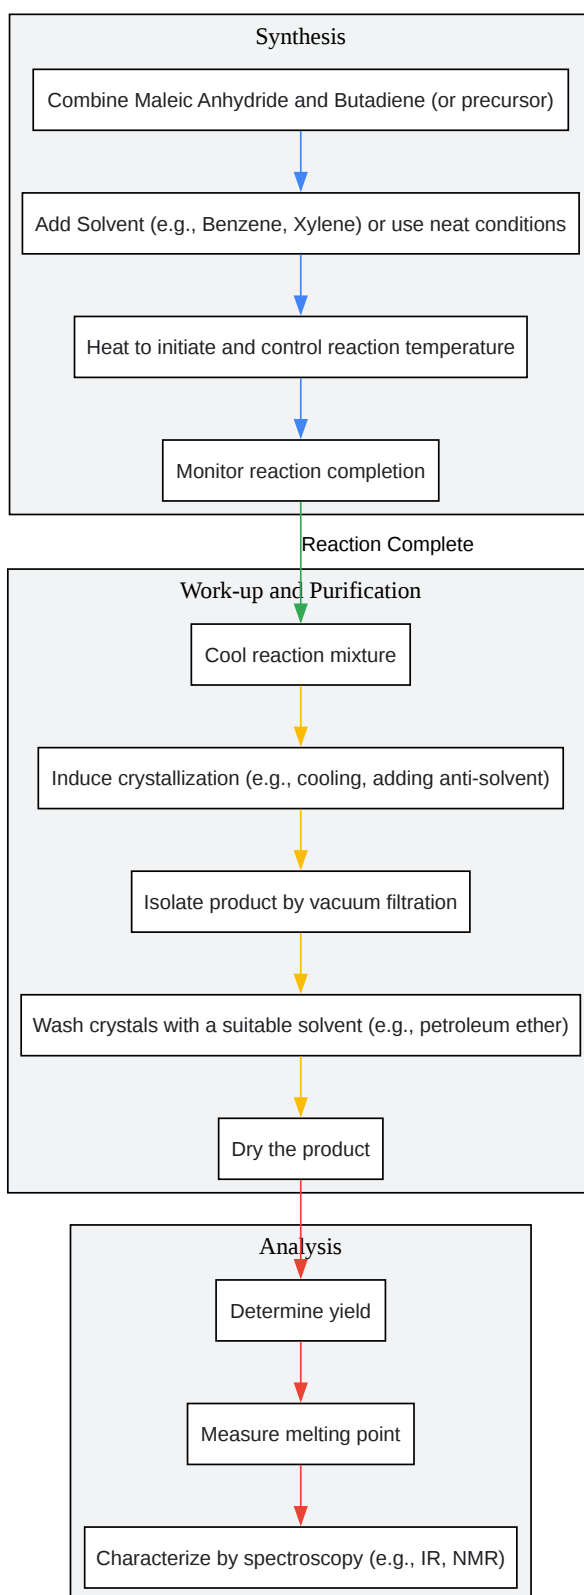 Synthesis
Combine Maleic Anhydride and Butadiene (or precursor)
Add Solvent (e.g., Benzene, Xylene) or use neat conditions
Heat to initiate and control reaction temperature
Monitor reaction completion
Reaction Complete
Work-up and Purification
Cool reaction mixture
Induce crystallization (e.g., cooling, adding anti-solvent)
Isolate product by vacuum filtration
Wash crystals with a suitable solvent (e.g., petroleum ether)
Dry the product
Analysis
Determine yield
Measure melting point
Characterize by spectroscopy (e.g., IR, NMR)